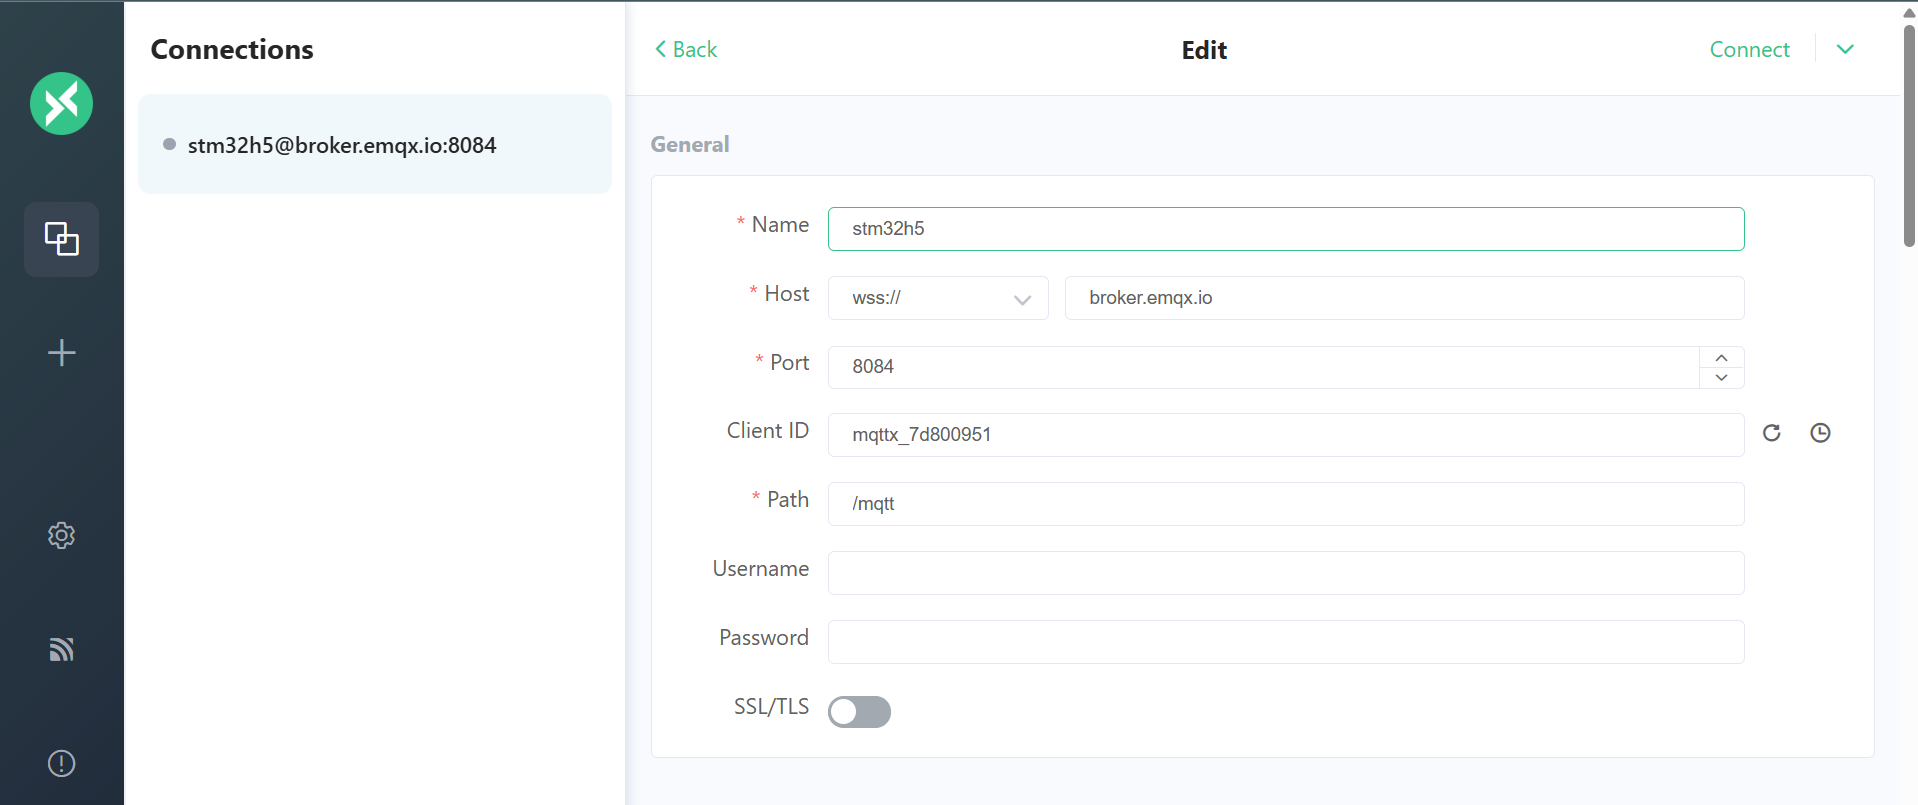 Connections
stm32h5@broker.emqx.io:8084
Back
Edit
Connect
General
* Name
stm32h5
* Host
wss://
broker.emqx.io
* Port
8084
Client ID
mqttx_7d800951
* Path
/mqtt
Username
Password
SSL/TLS